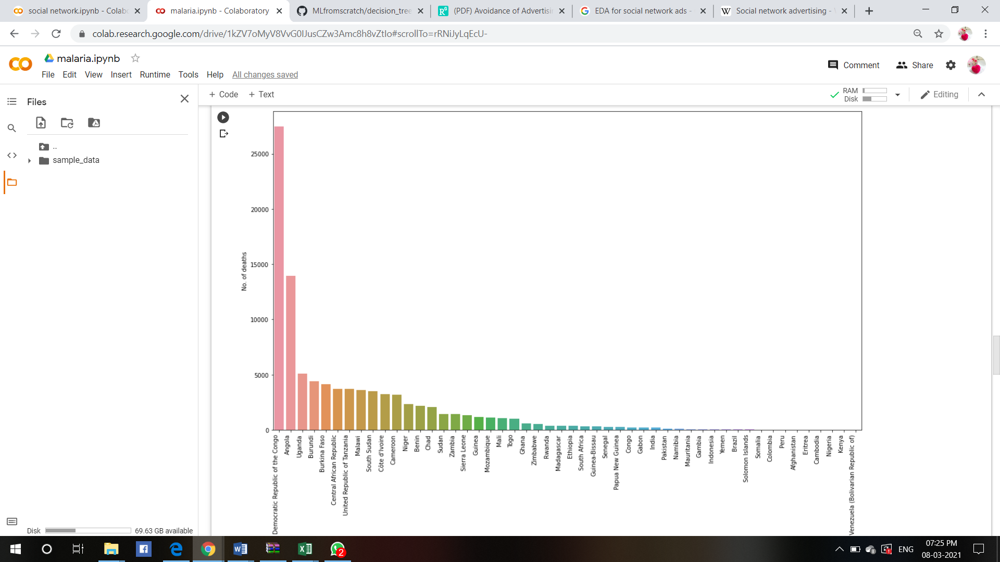 social network.ipynb - Colab
malaria.ipynb - Colaboratory
MLfromscratch/decision_tree
(PDF) Avoidance of Advertisi
EDA for social network ads -
Social network advertising -
colab.research.google.com/drive/1kZV7oMyV8VvG0IJusCZw3Amc8h8vZtIo#scrollTo=rRNiJyLqEcU-
malaria.ipynb
File Edit View Insert Runtime Tools Help All changes saved
Comment
Share
Files
+ Code + Text
RAM
Disk
Editing
..
sample_data
No. of deaths
25000
20000
15000
10000
5000
0
Democratic Republic of the Congo
Angola
Uganda
Burundi
Burkina Faso
Central African Republic
United Republic of Tanzania
Malawi
South Sudan
Côte d'Ivoire
Cameroon
Niger
Benin
Chad
Sudan
Zambia
Sierra Leone
Guinea
Mozambique
Mali
Togo
Ghana
Zimbabwe
Rwanda
Madagascar
Ethiopia
South Africa
Guinea-Bissau
Senegal
Papua New Guinea
Congo
Gabon
India
Pakistan
Namibia
Mauritania
Gambia
Indonesia
Yemen
Brazil
Solomon Islands
Somalia
Colombia
Peru
Afghanistan
Eritrea
Cambodia
Nigeria
Kenya
Venezuela (Bolivarian Republic of)
Disk 69.63 GB available
2
ENG
07:25 PM
08-03-2021